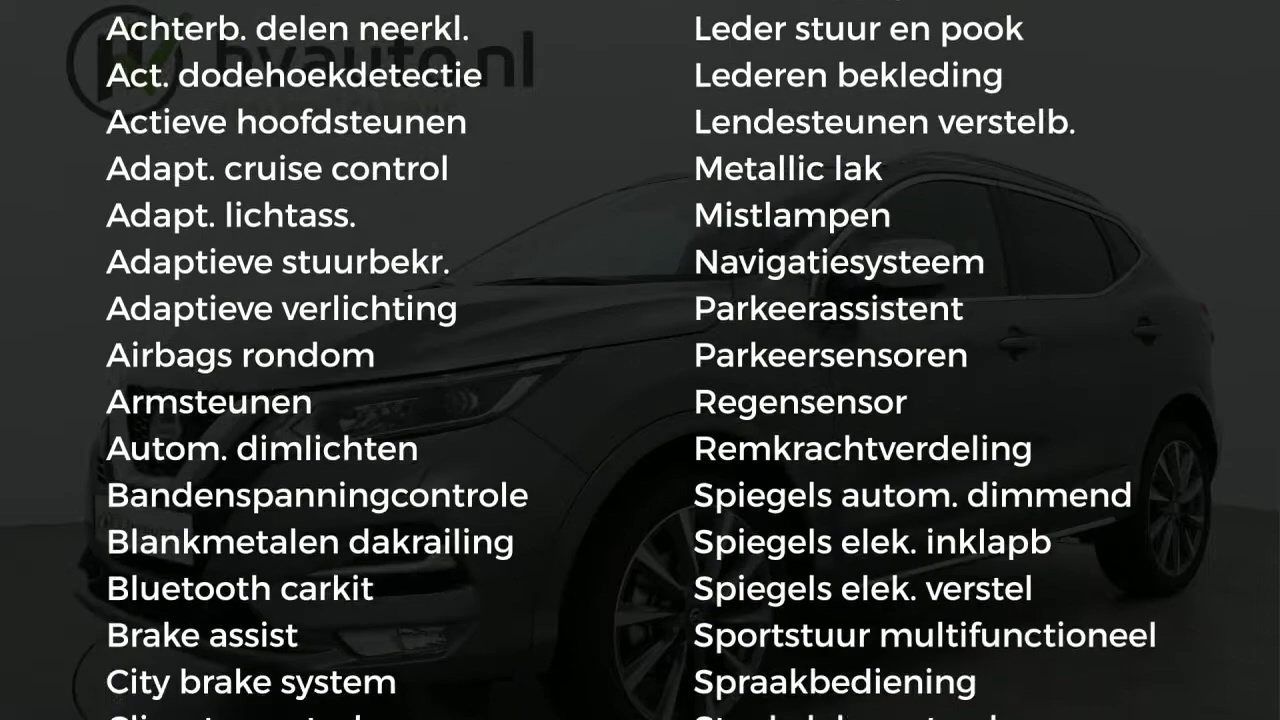 hvauto.nl
Achterb. delen neerkl.
Act. dodehoekdetectie
Actieve hoofdsteunen
Adapt. cruise control
Adapt. lichtass.
Adaptieve stuurbekr.
Adaptieve verlichting
Airbags rondom
Armsteunen
Autom. dimlichten
Bandenspanningcontrole
Blankmetalen dakrailing
Bluetooth carkit
Brake assist
City brake system
Leder stuur en pook
Lederen bekleding
Lendesteunen verstelb.
Metallic lak
Mistlampen
Navigatiesysteem
Parkeerassistent
Parkeersensoren
Regensensor
Remkrachtverdeling
Spiegels autom. dimmend
Spiegels elek. inklapb
Spiegels elek. verstel
Sportstuur multifunctioneel
Spraakbediening